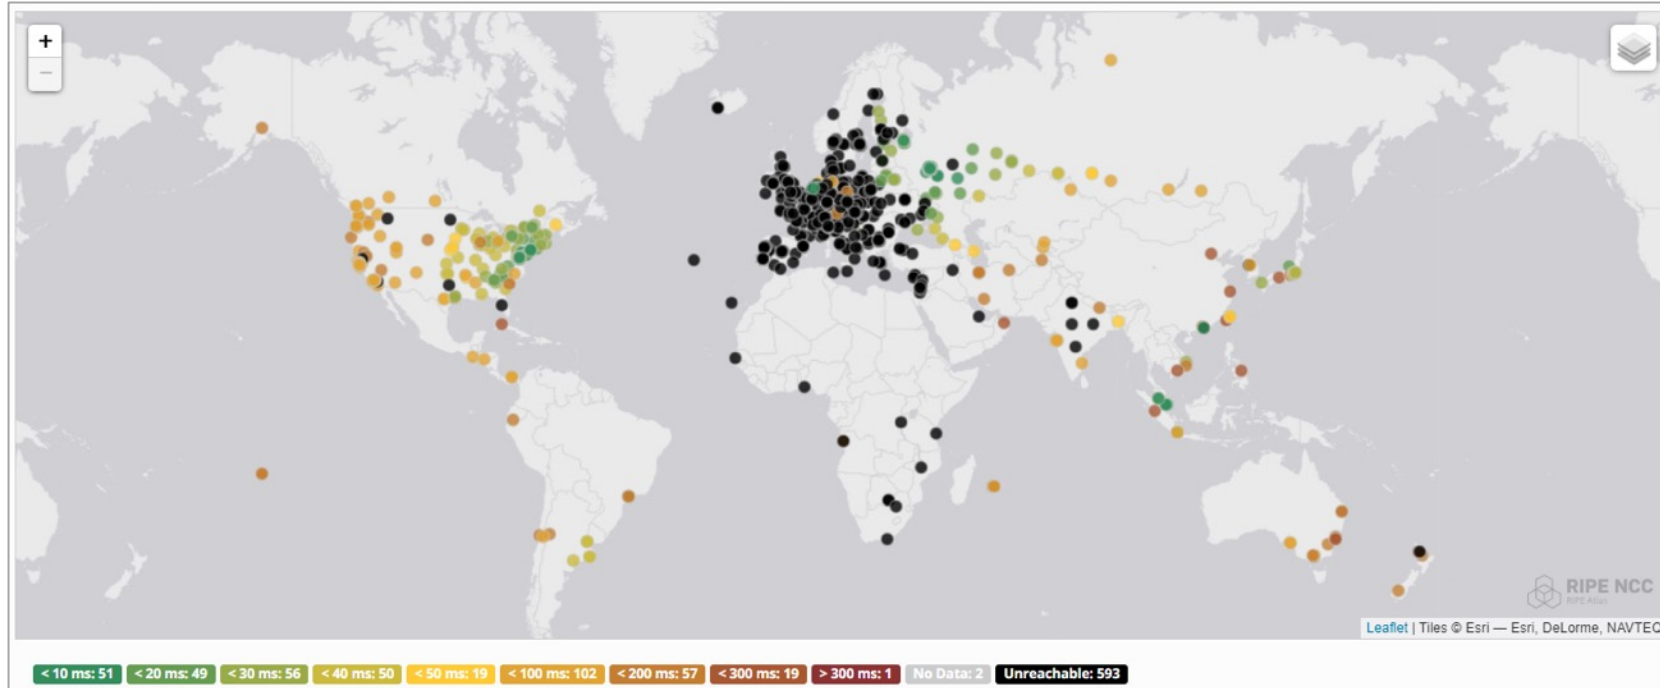 +
−
RIPE NCC
RIPE Atlas
Leaflet | Tiles © Esri — Esri, DeLorme, NAVTEQ
< 10 ms: 51 < 20 ms: 49 < 30 ms: 56 < 40 ms: 50 < 50 ms: 19 < 100 ms: 102 < 200 ms: 57 < 300 ms: 19 > 300 ms: 1 No Data: 2 Unreachable: 593